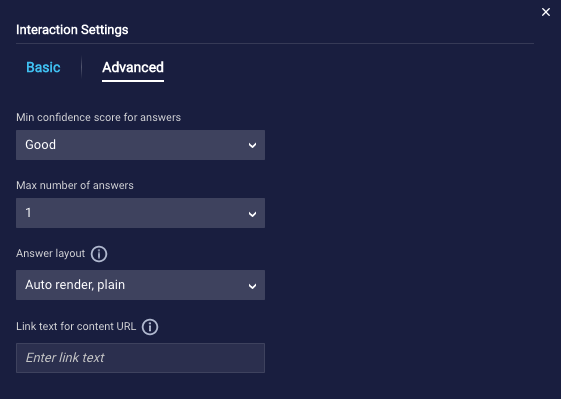 Interaction Settings
Basic
Advanced
Min confidence score for answers
Good
Max number of answers
1
Answer layout
Auto render, plain
Link text for content URL
Enter link text